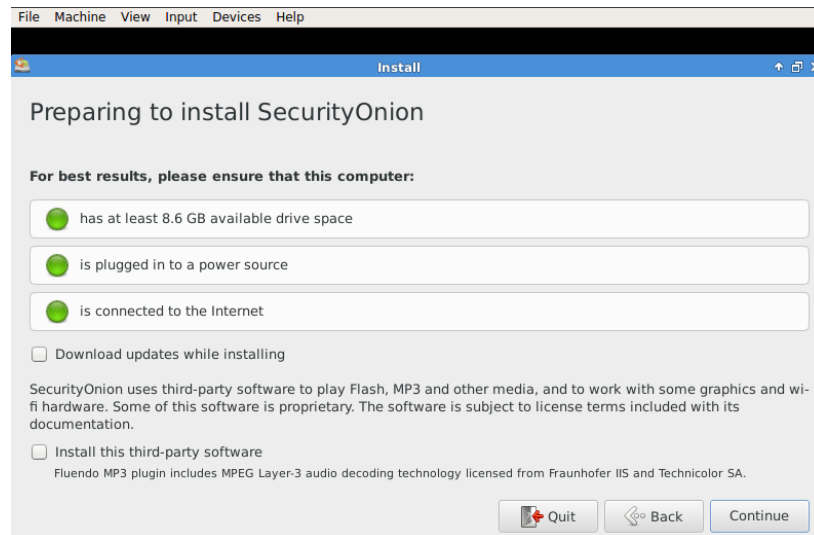 File Machine View Input Devices Help
Install
Preparing to install SecurityOnion
For best results, please ensure that this computer:
has at least 8.6 GB available drive space
is plugged in to a power source
is connected to the Internet
Download updates while installing
SecurityOnion uses third-party software to play Flash, MP3 and other media, and to work with some graphics and wi-
fi hardware. Some of this software is proprietary. The software is subject to license terms included with its
documentation.
Install this third-party software
Fluendo MP3 plugin includes MPEG Layer-3 audio decoding technology licensed from Fraunhofer IIS and Technicolor SA.
Quit Back Continue